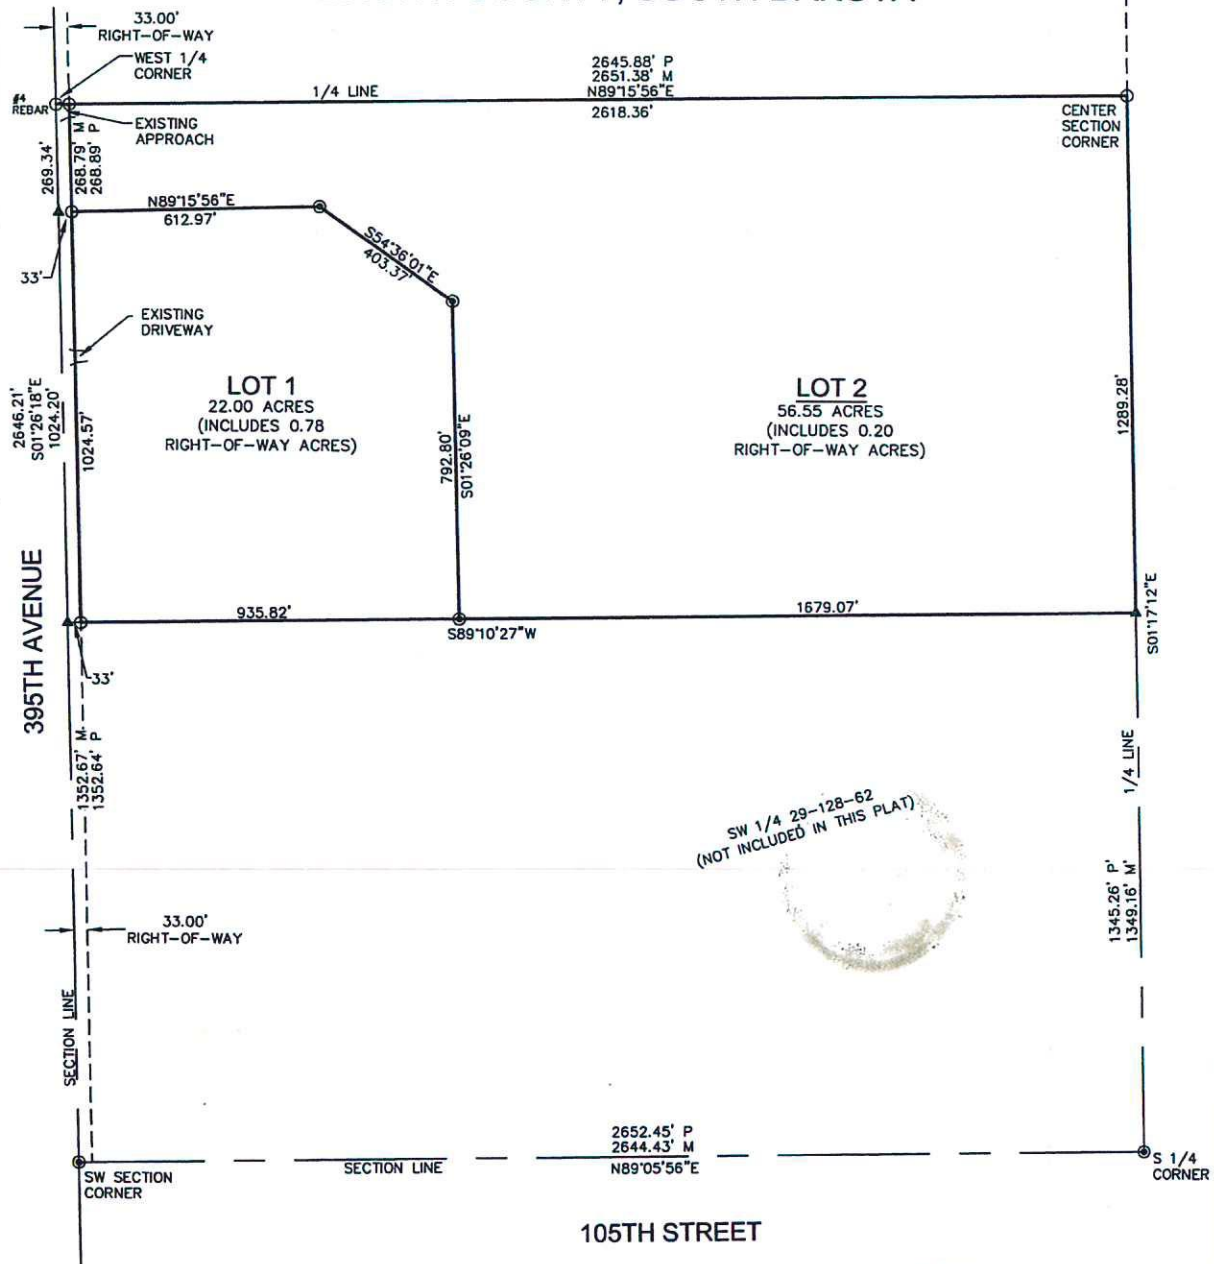 33.00'
RIGHT-OF-WAY
WEST 1/4
CORNER
2645.88' P
2651.38' M
N89°15'56"E
2618.36'
1/4 LINE
#4
REBAR
EXISTING
APPROACH
CENTER
SECTION
CORNER
269.34'
268.79' M
268.89' P
N89°15'56"E
612.97'
S54°36'01"E
403.37'
33'
EXISTING
DRIVEWAY
2646.21'
S01°26'18"E
1024.20'
1024.57'
LOT 1
22.00 ACRES
(INCLUDES 0.78
RIGHT-OF-WAY ACRES)
792.80'
S01°26'09"E
LOT 2
56.55 ACRES
(INCLUDES 0.20
RIGHT-OF-WAY ACRES)
1289.28'
935.82'
S89°10'27"W
1679.07'
S01°17'12"E
33'
395TH AVENUE
1352.67' M
1352.64' P
1/4 LINE
SW 1/4 29-128-62
(NOT INCLUDED IN THIS PLAT)
1345.26' P
1349.16' M
33.00'
RIGHT-OF-WAY
SECTION LINE
2652.45' P
2644.43' M
N89°05'56"E
SECTION LINE
SW SECTION
CORNER
S 1/4
CORNER
105TH STREET